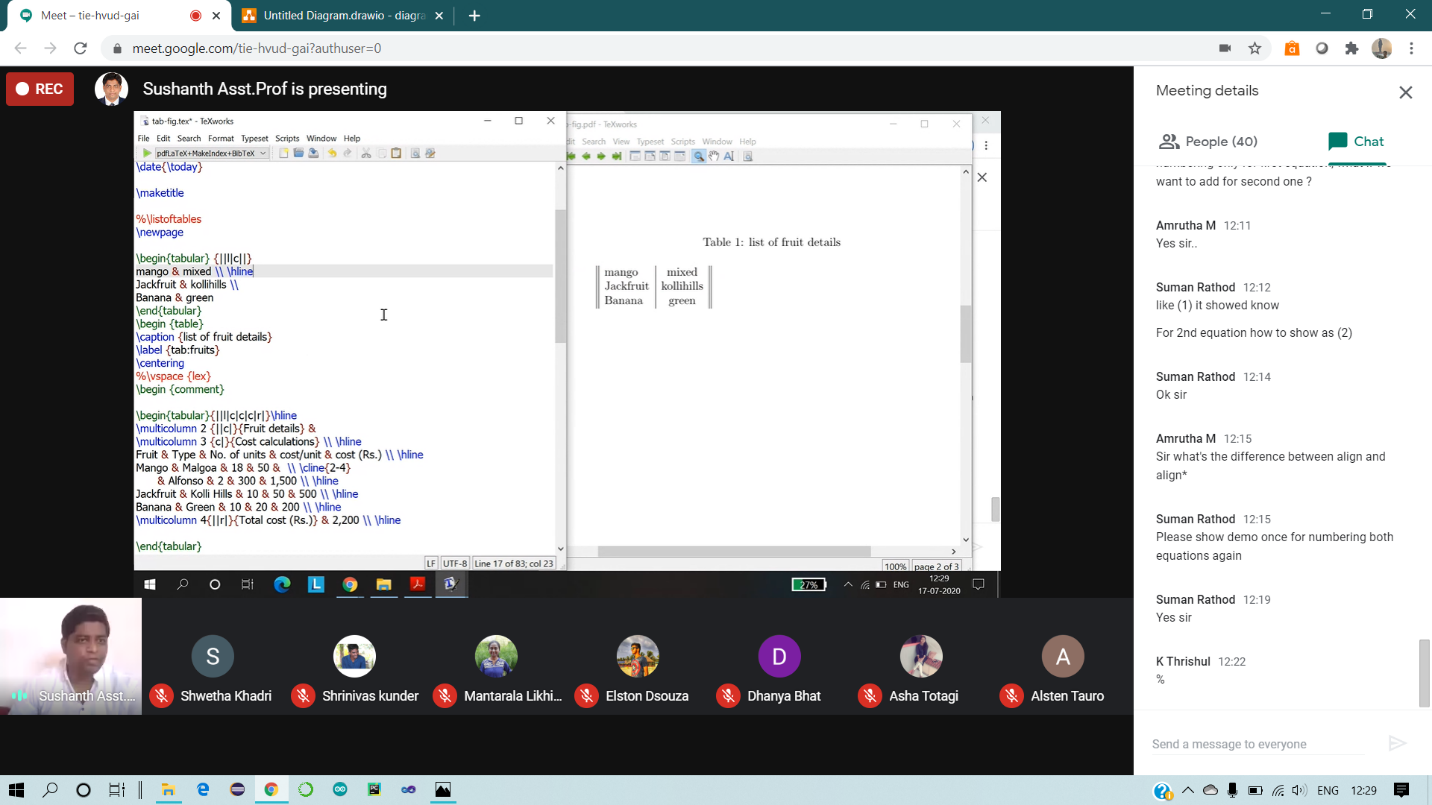 Meet – tie-hvud-gai
Untitled Diagram.drawio - diagra
meet.google.com/tie-hvud-gai?authuser=0
REC
Sushanth Asst.Prof is presenting
tab-fig.tex* - TeXworks
File Edit Search Format Typeset Scripts Window Help
pdfLaTeX+MakeIndex+BibTeX
\date{\today}
\maketitle
%\listoftables
\newpage
\begin{tabular} {||l|c||}
mango & mixed \\ \hline
Jackfruit & kollihills \\
Banana & green
\end{tabular}
\begin {table}
\caption {list of fruit details}
\label {tab:fruits}
\centering
%\vspace {lex}
\begin {comment}
\begin{tabular}{||l|c|c|c|r|}\hline
\multicolumn 2 {||c|}{Fruit details} &
\multicolumn 3 {c|}{Cost calculations} \\ \hline
Fruit & Type & No. of units & cost/unit & cost (Rs.) \\ \hline
Mango & Malgoa & 18 & 50 &  \\ \cline{2-4}
& Alfonso & 2 & 300 & 1,500 \\ \hline
Jackfruit & Kolli Hills & 10 & 50 & 500 \\ \hline
Banana & Green & 10 & 20 & 200 \\ \hline
\multicolumn 4{||r|}{Total cost (Rs.)} & 2,200 \\ \hline
\end{tabular}
LF UTF-8 Line 17 of 83; col 23
-fig.pdf - TeXworks
dit Search View Typeset Scripts Window Help
Table 1: list of fruit details
mango mixed
Jackfruit kollihills
Banana green
100% page 2 of 3
27%
ENG
12:29
17-07-2020
Sushanth Asst....
Shwetha Khadri
Shrinivas kunder
Mantarala Likhi...
Elston Dsouza
Dhanya Bhat
Asha Totagi
Alsten Tauro
S
D
A
Meeting details
People (40)
Chat
want to add for second one ?
Amrutha M 12:11
Yes sir..
Suman Rathod 12:12
like (1) it showed know
For 2nd equation how to show as (2)
Suman Rathod 12:14
Ok sir
Amrutha M 12:15
Sir what's the difference between align and
align*
Suman Rathod 12:15
Please show demo once for numbering both
equations again
Suman Rathod 12:19
Yes sir
K Thrishul 12:22
%
Send a message to everyone
ENG 12:29